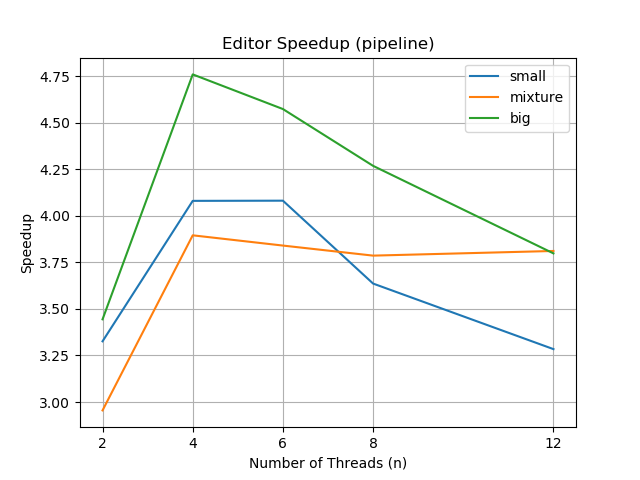 Editor Speedup (pipeline)
small
mixture
big
4.75
4.50
4.25
4.00
3.75
3.50
3.25
3.00
Speedup
2
4
6
8
12
Number of Threads (n)